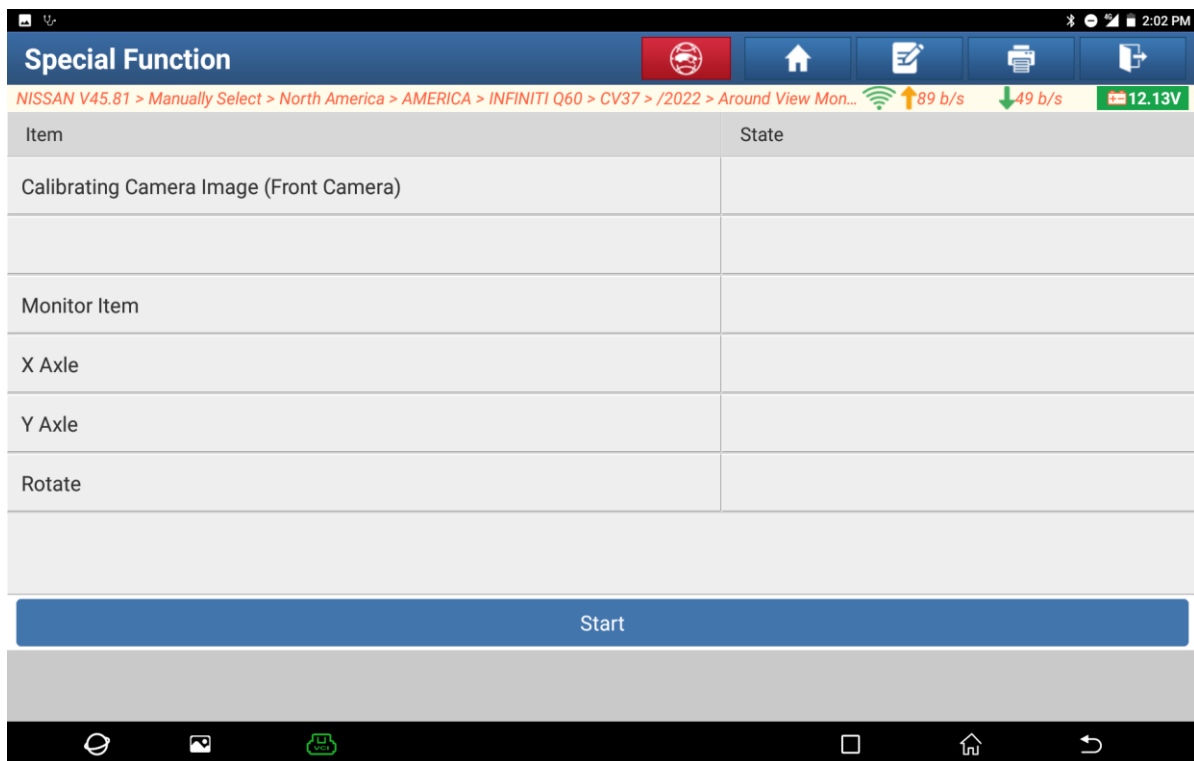 2:02 PM
Special Function
NISSAN V45.81 > Manually Select > North America > AMERICA > INFINITI Q60 > CV37 > /2022 > Around View Mon... 89 b/s 49 b/s 12.13V
Item State
Calibrating Camera Image (Front Camera)
Monitor Item
X Axle
Y Axle
Rotate
Start
VCI